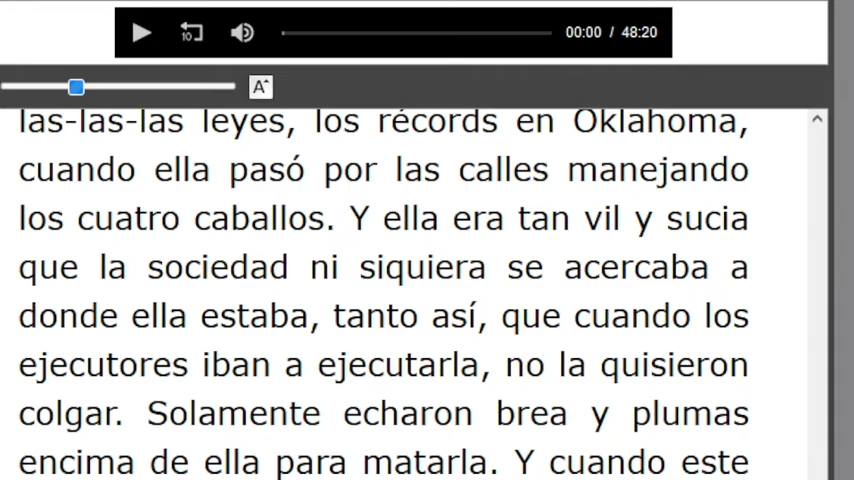 10
00:00 / 48:20
A
las-las-las leyes, los récords en Oklahoma,
cuando ella pasó por las calles manejando
los cuatro caballos. Y ella era tan vil y sucia
que la sociedad ni siquiera se acercaba a
donde ella estaba, tanto así, que cuando los
ejecutores iban a ejecutarla, no la quisieron
colgar. Solamente echaron brea y plumas
encima de ella para matarla. Y cuando este